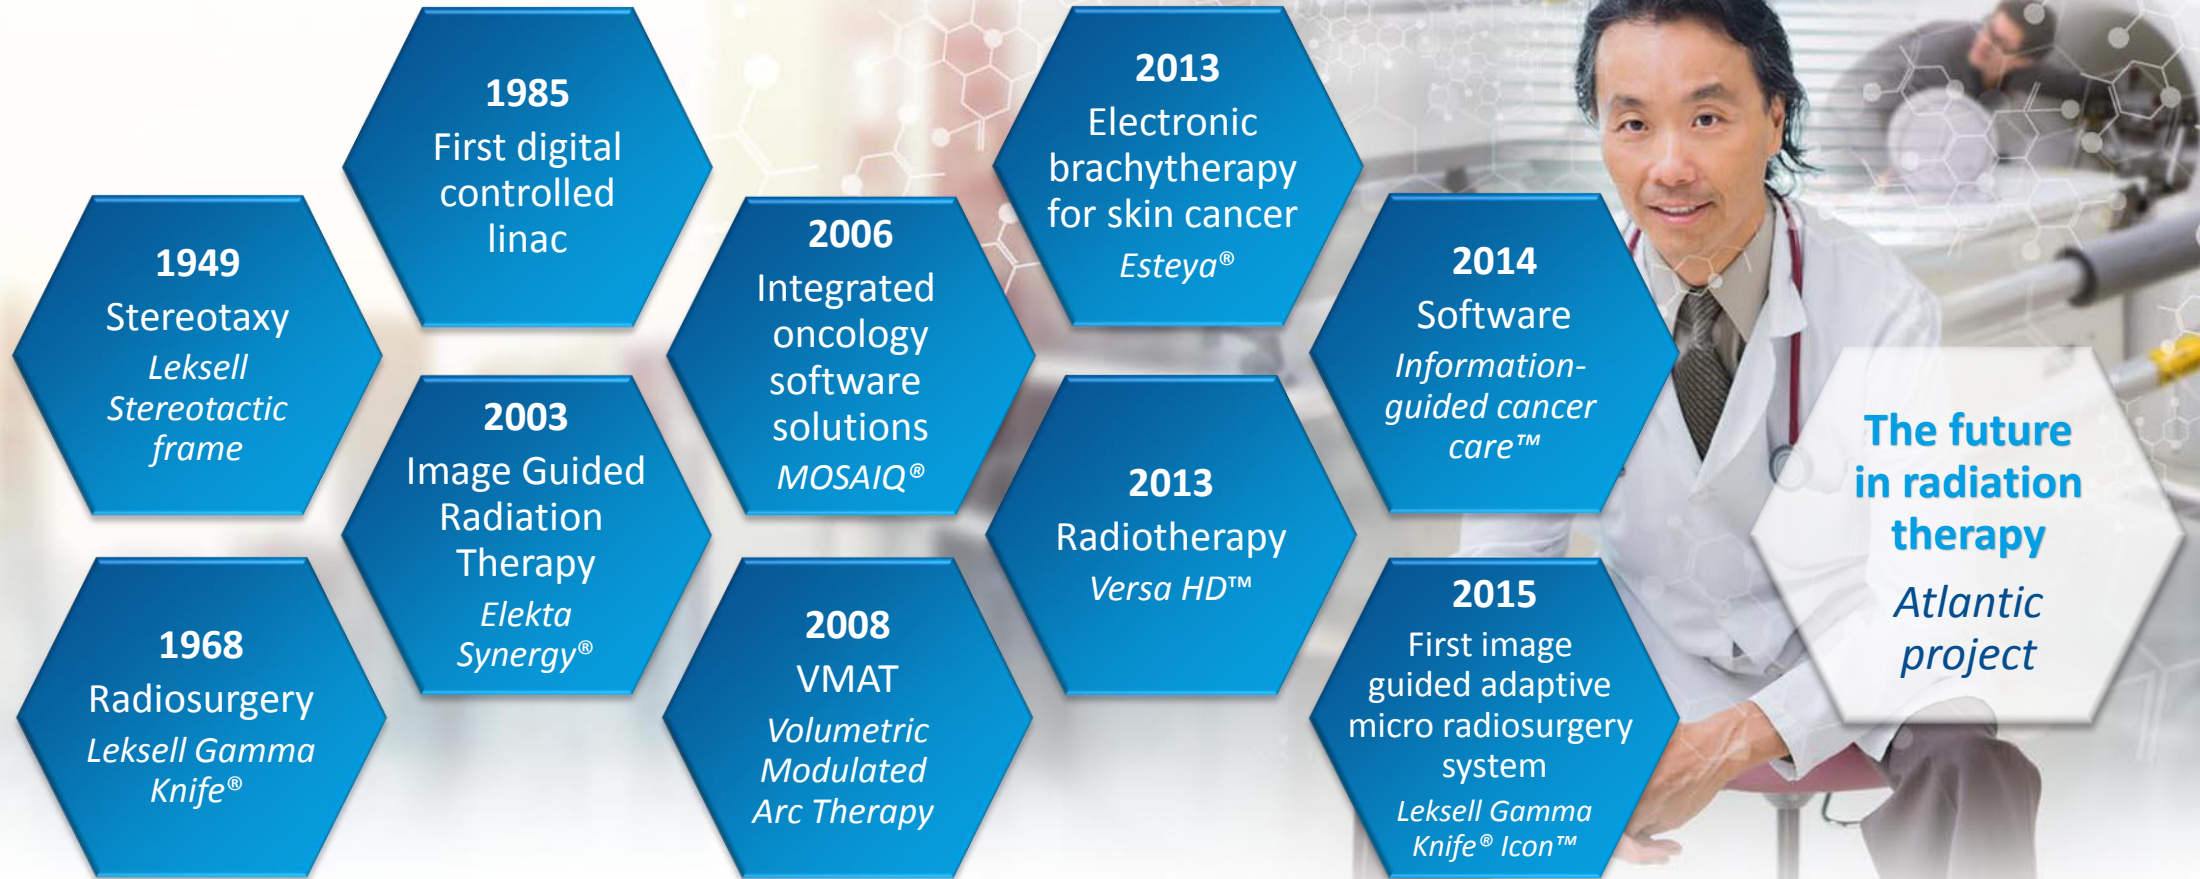 1949
Stereotaxy
Leksell
Stereotactic
frame
1968
Radiosurgery
Leksell Gamma
Knife®
1985
First digital
controlled
linac
2003
Image Guided
Radiation
Therapy
Elekta
Synergy®
2006
Integrated
oncology
software
solutions
MOSAIQ®
2008
VMAT
Volumetric
Modulated
Arc Therapy
2013
Electronic
brachytherapy
for skin cancer
Esteya®
2013
Radiotherapy
Versa HD™
2014
Software
Information-
guided cancer
care™
2015
First image
guided adaptive
micro radiosurgery
system
Leksell Gamma
Knife® Icon™
The future
in radiation
therapy
Atlantic
project